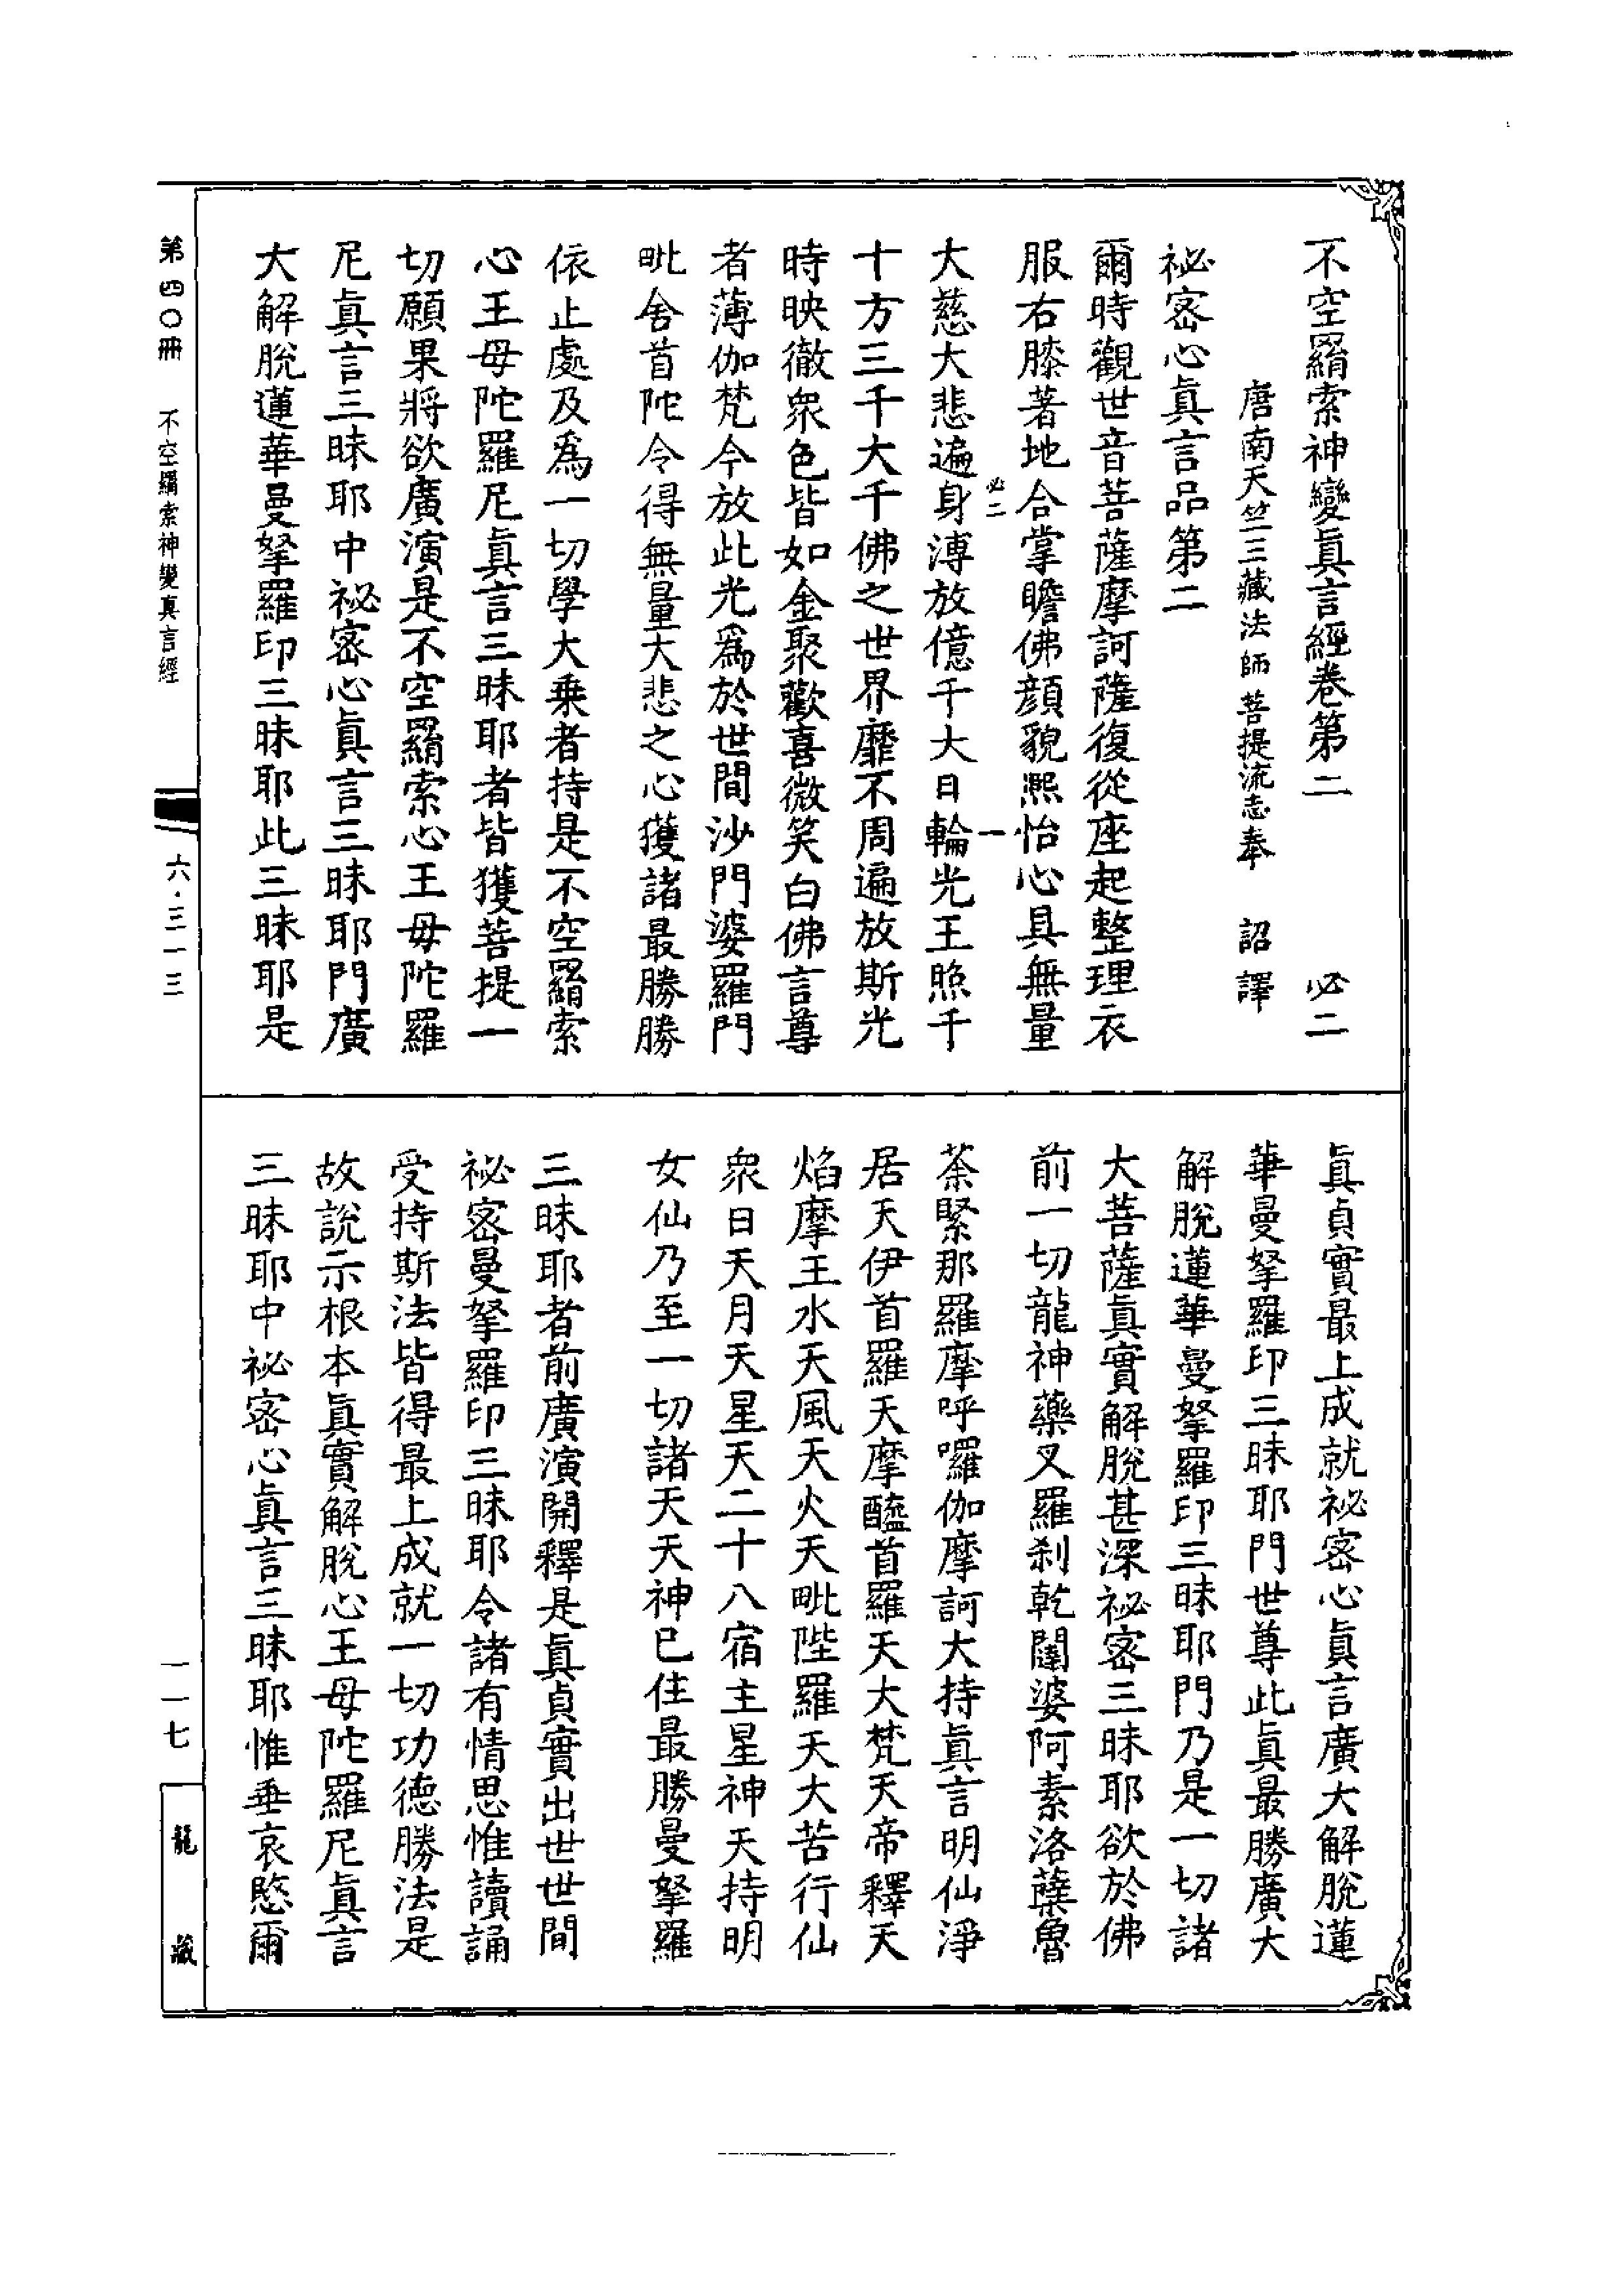 不空羂索神變眞言經卷第二　必二
唐南天竺三藏法師菩提流志奉　詔譯
祕密心眞言品第二
爾時觀世音菩薩摩訶薩復從座起整理衣
服右膝著地合掌瞻佛顏貌熙怡心具無量
必二　一
大慈大悲遍身溥放億千大日輪光王照千
十方三千大千佛之世界靡不周遍放斯光
時映徹衆色皆如金聚歡喜微笑白佛言尊
者薄伽梵今放此光爲於世間沙門婆羅門
毗舍首陀令得無量大悲之心獲諸最勝勝
依止處及爲一切學大乗者持是不空羂索
心王母陀羅尼眞言三昧耶者皆獲菩提一
切願果將欲廣演是不空羂索心王母陀羅
尼眞言三昧耶中祕密心眞言三昧耶門廣
大解脫蓮華曼拏羅印三昧耶此三昧耶是
眞貞實最上成就祕密心眞言廣大解脫蓮
華曼拏羅印三昧耶門世尊此眞最勝廣大
解脫蓮華曼拏羅印三昧耶門乃是一切諸
大菩薩眞實解脫甚深祕密三昧耶欲於佛
前一切龍神藥叉羅剎乾闥婆阿素洛蘖魯
荼緊那羅摩呼囉伽摩訶大持眞言明仙淨
居天伊首羅天摩醯首羅天大梵天帝釋天
焰摩王水天風天火天毗陛羅天大苦行仙
衆日天月天星天二十八宿主星神天持明
女仙乃至一切諸天天神已住最勝曼拏羅
三昧耶者前廣演開釋是眞貞實出世世間
祕密曼拏羅印三昧耶令諸有情思惟讀誦
受持斯法皆得最上成就一切功德勝法是
故說示根本眞實解脫心王母陀羅尼眞言
三昧耶中祕密心眞言三昧耶惟垂哀愍爾
第四〇冊　不空羂索神變真言經
六·三一三
一一七
龍藏